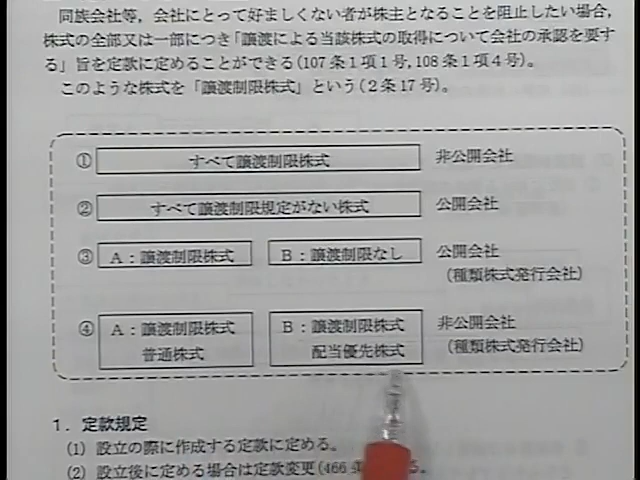 同族会社等，会社にとって好ましくない者が株主となることを阻止したい場合，
株式の全部又は一部につき「譲渡による当該株式の取得について会社の承認を要す
る」旨を定款に定めることができる(107条1項1号,108条1項4号)。
このような株式を「譲渡制限株式」という(2条17号)。
① すべて譲渡制限株式 非公開会社
② すべて譲渡制限規定がない株式 公開会社
③ A：譲渡制限株式 B：譲渡制限なし 公開会社
(種類株式発行会社)
④ A：譲渡制限株式 B：譲渡制限株式 非公開会社
普通株式 配当優先株式 (種類株式発行会社)
1．定款規定
(1) 設立の際に作成する定款に定める。
(2) 設立後に定める場合は定款変更(466